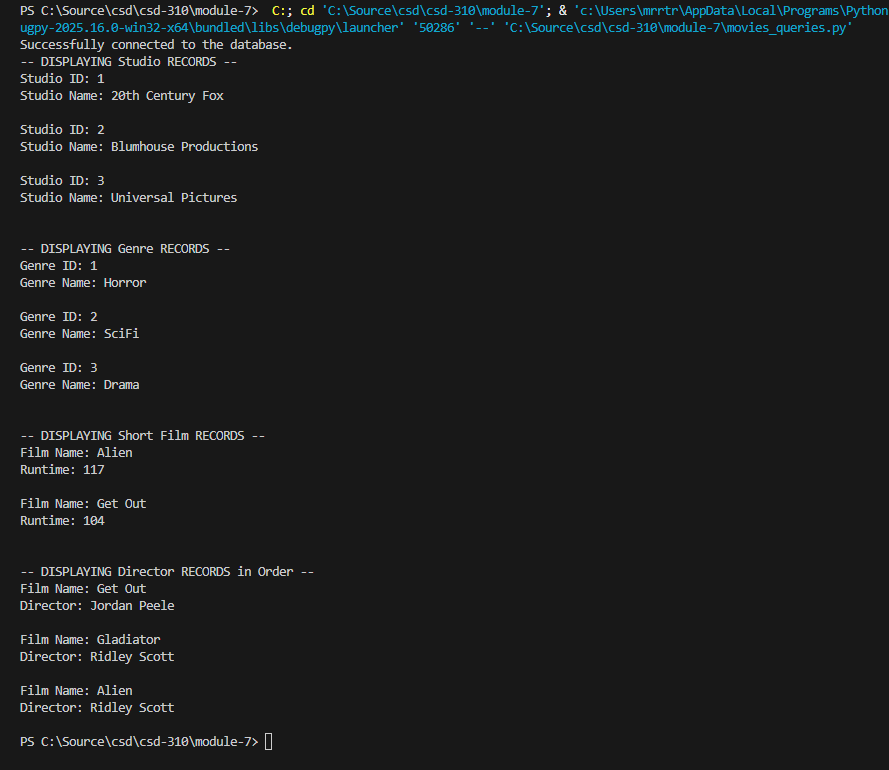 PS C:\Source\csd\csd-310\module-7>  C:; cd 'C:\Source\csd\csd-310\module-7'; & 'c:\Users\mrrtr\AppData\Local\Programs\Python
ugpy-2025.16.0-win32-x64\bundled\libs\debugpy\launcher' '50286' '--' 'C:\Source\csd\csd-310\module-7\movies_queries.py'
Successfully connected to the database.
-- DISPLAYING Studio RECORDS --
Studio ID: 1
Studio Name: 20th Century Fox
Studio ID: 2
Studio Name: Blumhouse Productions
Studio ID: 3
Studio Name: Universal Pictures
-- DISPLAYING Genre RECORDS --
Genre ID: 1
Genre Name: Horror
Genre ID: 2
Genre Name: SciFi
Genre ID: 3
Genre Name: Drama
-- DISPLAYING Short Film RECORDS --
Film Name: Alien
Runtime: 117
Film Name: Get Out
Runtime: 104
-- DISPLAYING Director RECORDS in Order --
Film Name: Get Out
Director: Jordan Peele
Film Name: Gladiator
Director: Ridley Scott
Film Name: Alien
Director: Ridley Scott
PS C:\Source\csd\csd-310\module-7>